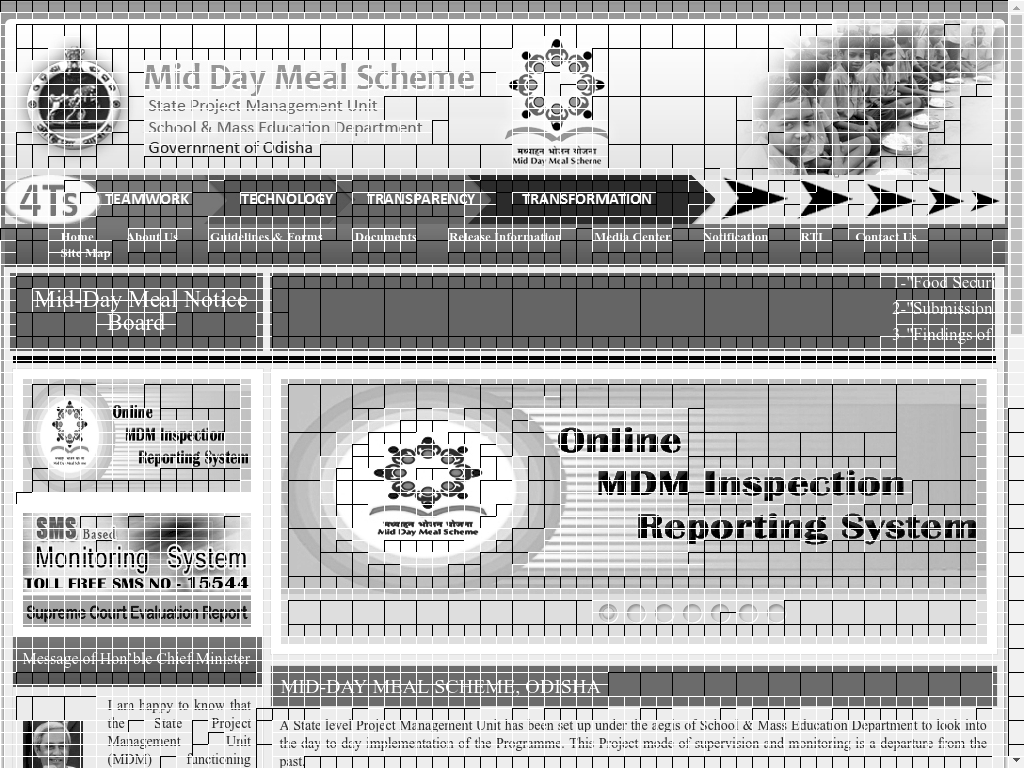 Mid Day Meal Scheme
State Project Management Unit
School & Mass Education Department
Government of Odisha
मध्याह्न भोजन योजना
Mid Day Meal Scheme
4Ts TEAMWORK TECHNOLOGY TRANSPARENCY TRANSFORMATION
Home About Us Guidelines & Forms Documents Release Information Media Center Notification RTI Contact Us
Site Map
Mid-Day Meal Notice
Board
1-"Food Secur
2-"Submission
3-"Findings of
Online
MDM Inspection
Reporting System
Mid Day Meal Scheme
SMS Based
Monitoring System
TOLL FREE SMS NO - 15544
Supreme Court Evaluation Report
Message of Hon'ble Chief Minister
I am happy to know that
the State Project
Management Unit
(MDM) functioning
Online
MDM Inspection
Reporting System
मध्याह्न भोजन योजना
Mid Day Meal Scheme
MID-DAY MEAL SCHEME, ODISHA
A State level Project Management Unit has been set up under the aegis of School & Mass Education Department to look into
the day to day implementation of the Programme. This Project mode of supervision and monitoring is a departure from the
past.